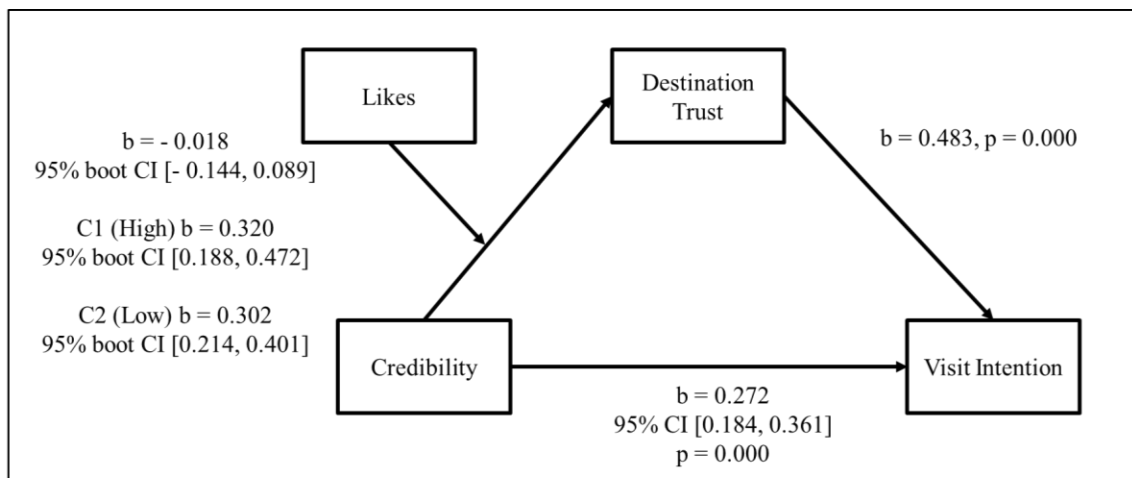 Likes
Destination
Trust
b = - 0.018
95% boot CI [- 0.144, 0.089]
b = 0.483, p = 0.000
C1 (High) b = 0.320
95% boot CI [0.188, 0.472]
C2 (Low) b = 0.302
95% boot CI [0.214, 0.401]
Credibility
Visit Intention
b = 0.272
95% CI [0.184, 0.361]
p = 0.000